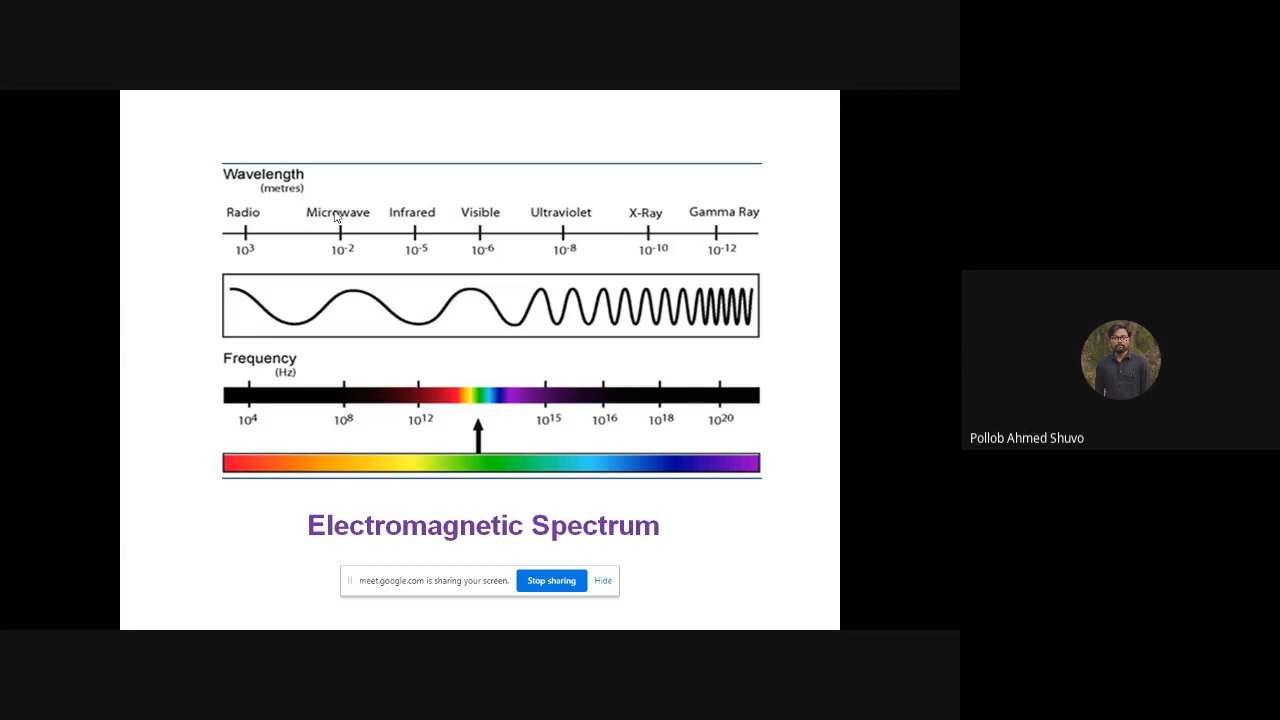 Wavelength
(metres)
Radio Microwave Infrared Visible Ultraviolet X-Ray Gamma Ray
10³ 10⁻² 10⁻⁵ 10⁻⁶ 10⁻⁸ 10⁻¹⁰ 10⁻¹²
Frequency
(Hz)
10⁴ 10⁸ 10¹² 10¹⁵ 10¹⁶ 10¹⁸ 10²⁰
Electromagnetic Spectrum
meet.google.com is sharing your screen. Stop sharing Hide
Pollob Ahmed Shuvo